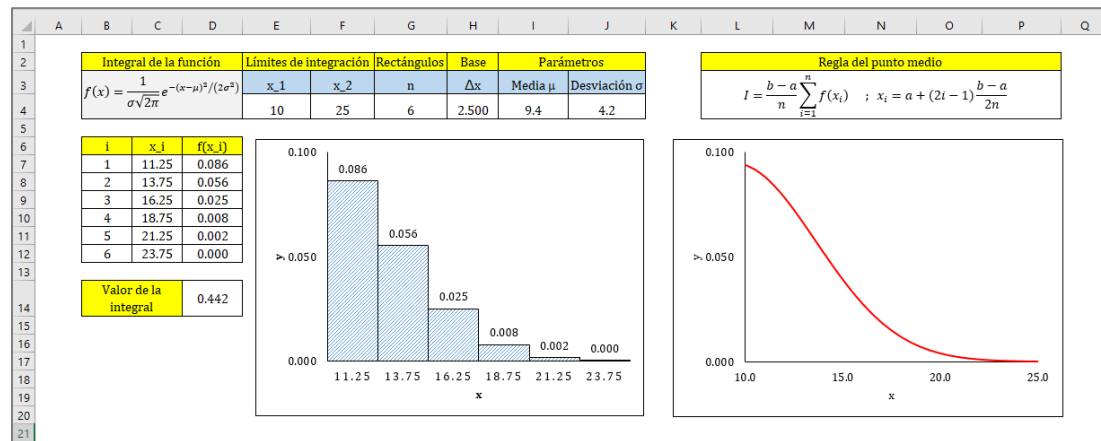 A B C D E F G H I J K L M N O P Q
1
2 Integral de la función Límites de integración Rectángulos Base Parámetros Regla del punto medio
3 f(x) = \frac{1}{σ\sqrt{2π}} e^{-(x-μ)^2/(2σ^2)} x_1 x_2 n Δx Media μ Desviación σ I = \frac{b-a}{n} \sum_{i=1}^{n} f(x_i) ; x_i = a + (2i-1) \frac{b-a}{2n}
4 10 25 6 2.500 9.4 4.2
5
6 i x_i f(x_i)
7 1 11.25 0.086
8 2 13.75 0.056
9 3 16.25 0.025
10 4 18.75 0.008
11 5 21.25 0.002
12 6 23.75 0.000
13
14 Valor de la integral 0.442
15
16
17
18
19
20
21
0.100
0.086
0.056
y 0.050
0.025
0.008
0.002
0.000
0.000
11.25 13.75 16.25 18.75 21.25 23.75
x
0.100
y 0.050
0.000
10.0 15.0 20.0 25.0
x